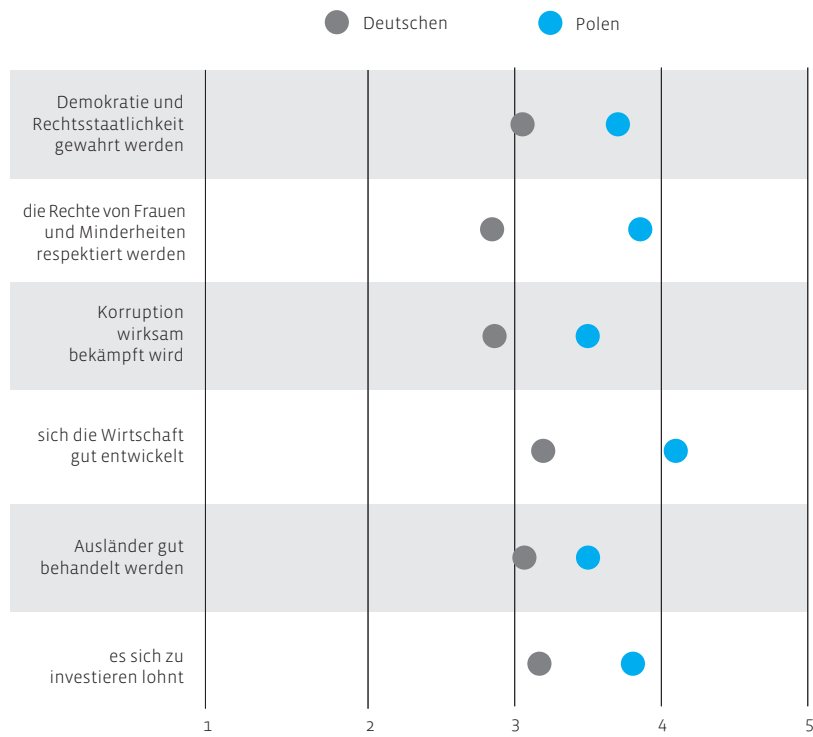 Deutschen
Polen
Demokratie und
Rechtsstaatlichkeit
gewahrt werden
die Rechte von Frauen
und Minderheiten
respektiert werden
Korruption
wirksam
bekämpft wird
sich die Wirtschaft
gut entwickelt
Ausländer gut
behandelt werden
es sich zu
investieren lohnt
1 2 3 4 5